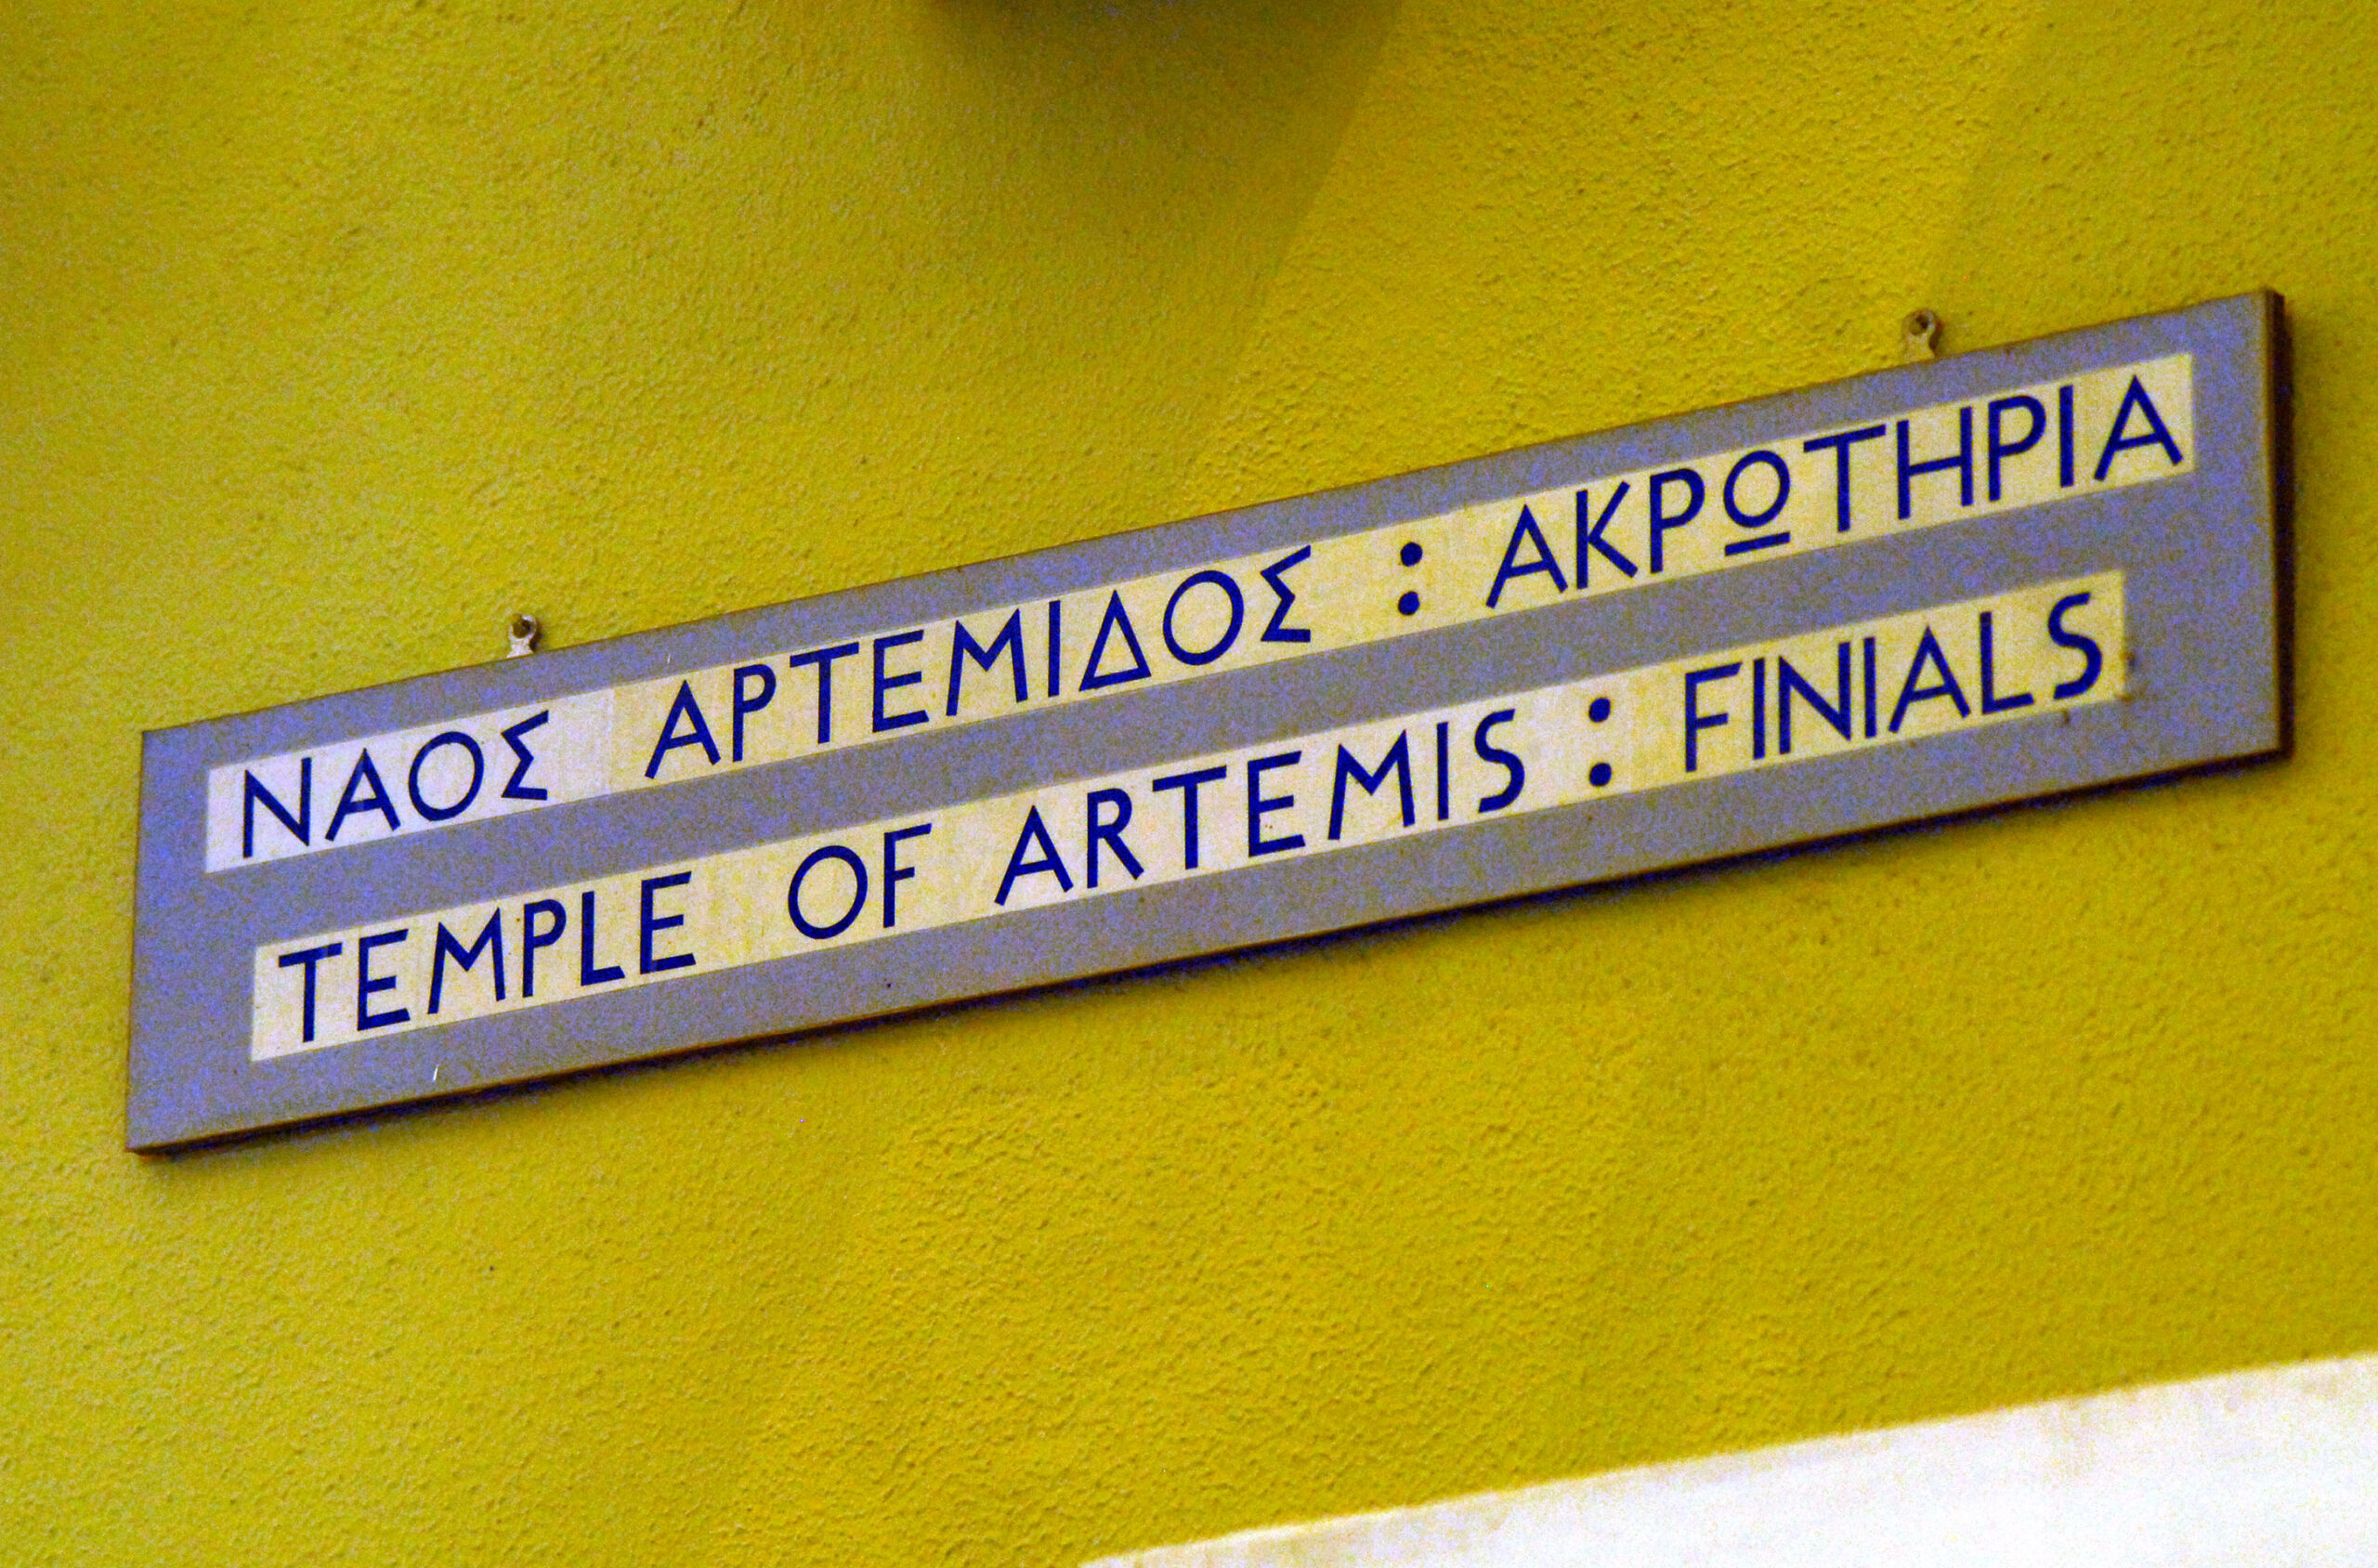 ΝΑΟΣ ΑΡΤΕΜΙΔΟΣ : ΑΚΡΩΤΗΡΙΑ
TEMPLE OF ARTEMIS : FINIALS